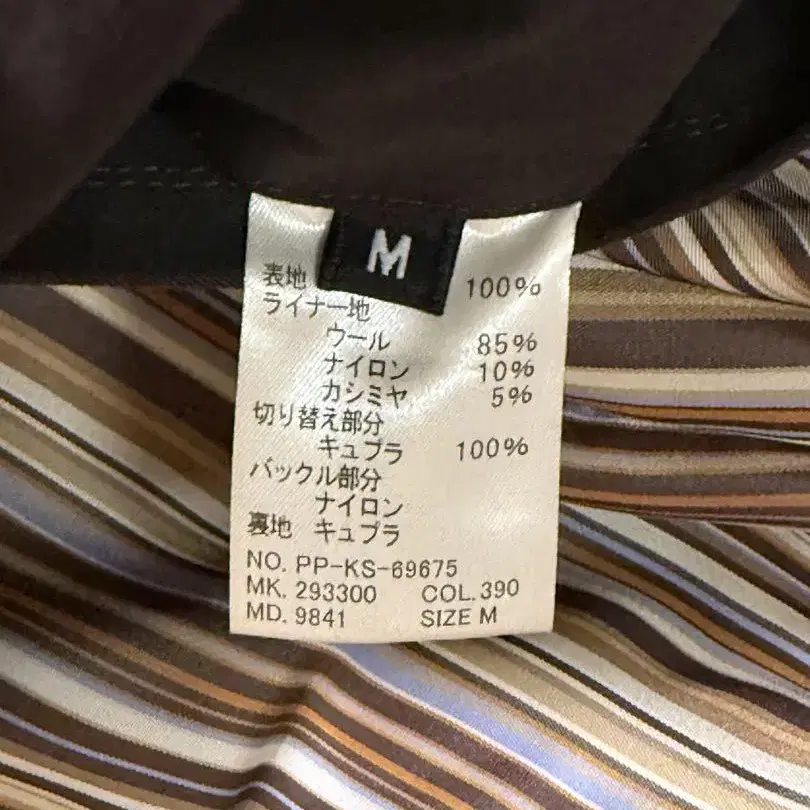 M
表地 100%
ライナー地
ウール 85%
ナイロン 10%
カシミヤ 5%
切り替え部分
キュプラ 100%
バックル部分
ナイロン
裏地 キュプラ
NO. PP-KS-69675
MK. 293300 COL. 390
MD. 9841 SIZE M